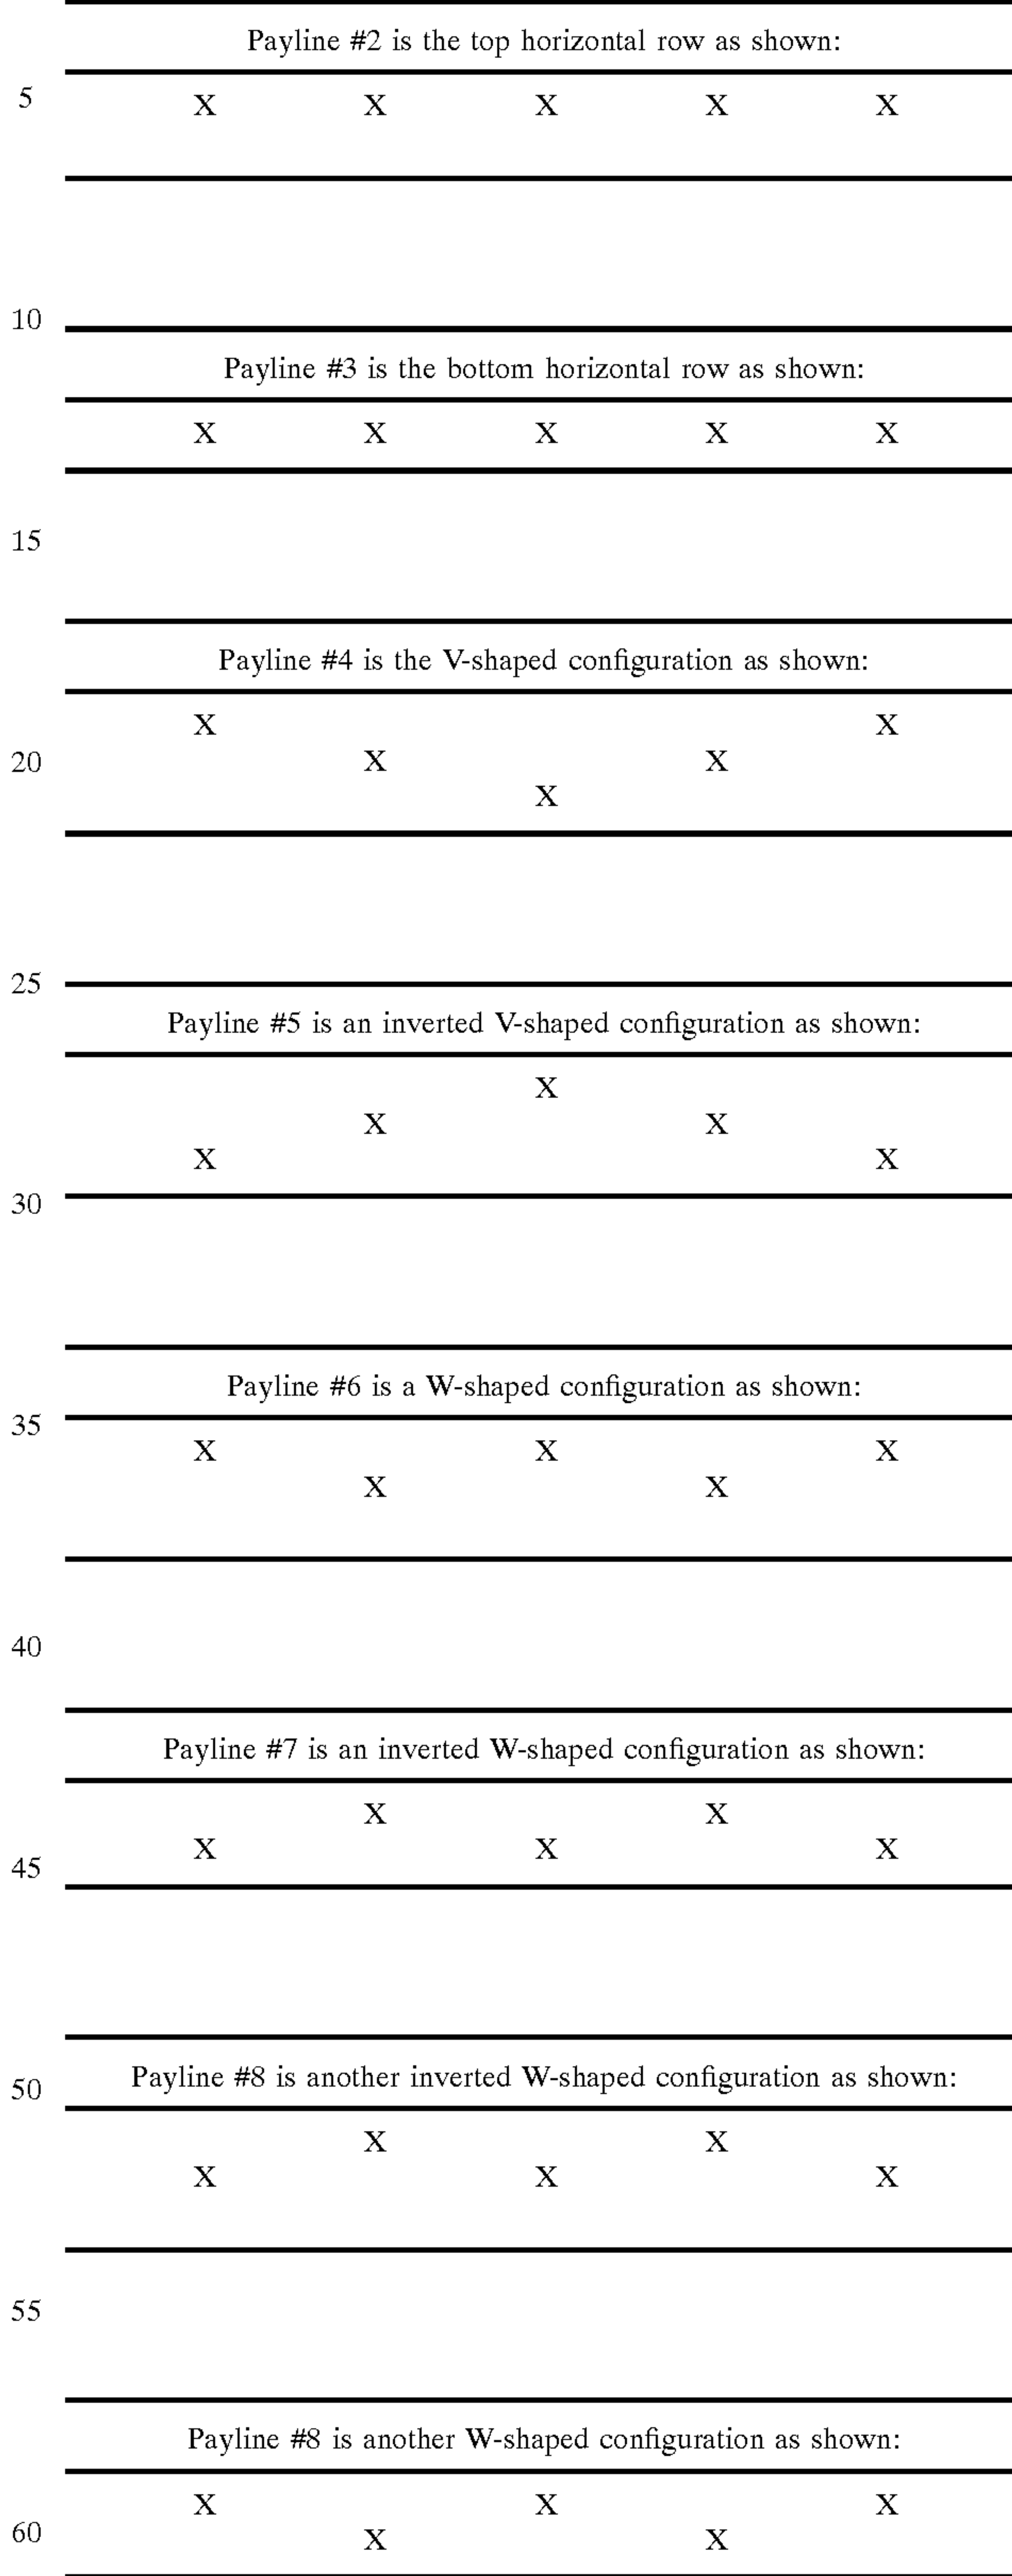 Payline #2 is the top horizontal row as shown:
5 X X X X X
10
Payline #3 is the bottom horizontal row as shown:
X X X X X
15
Payline #4 is the V-shaped configuration as shown:
X X
20 X X
X
25
Payline #5 is an inverted V-shaped configuration as shown:
X
X X
X X
30
Payline #6 is a W-shaped configuration as shown:
35
X X X
X X
40
Payline #7 is an inverted W-shaped configuration as shown:
X X
X X X
45
50 Payline #8 is another inverted W-shaped configuration as shown:
X X
X X X
55
Payline #8 is another W-shaped configuration as shown:
X X X
60 X X